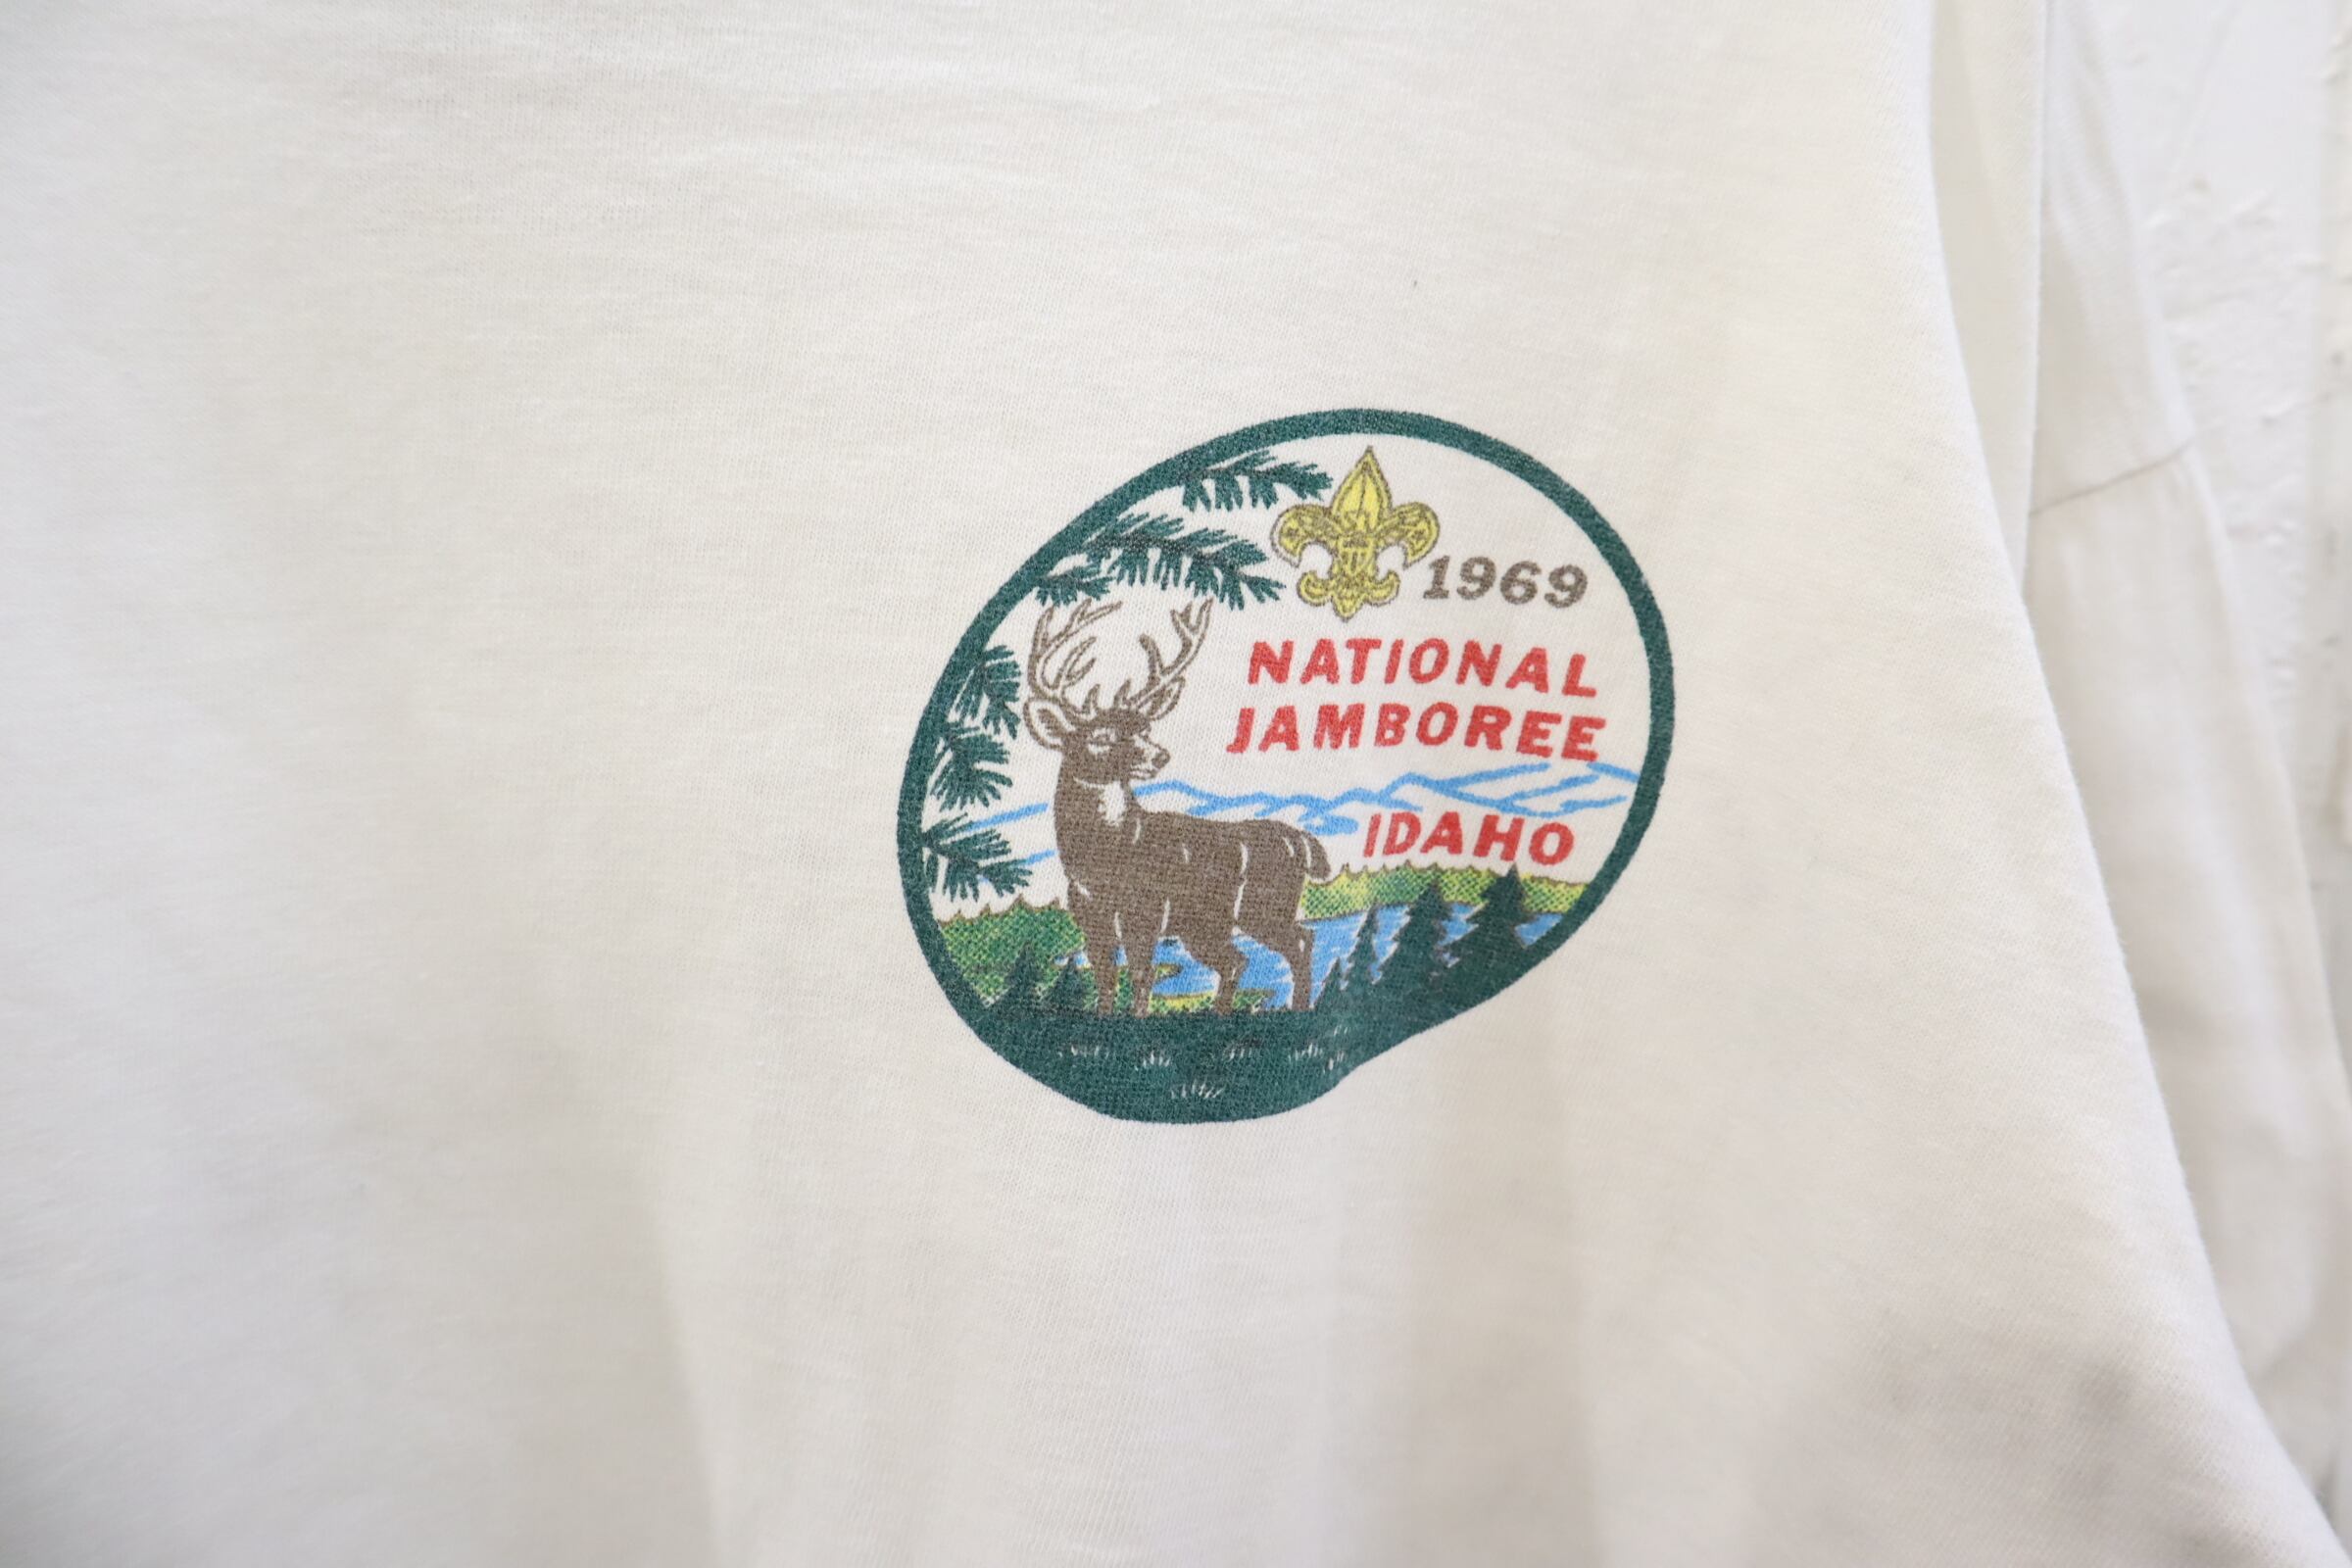 1969
NATIONAL
JAMBOREE
IDAHO